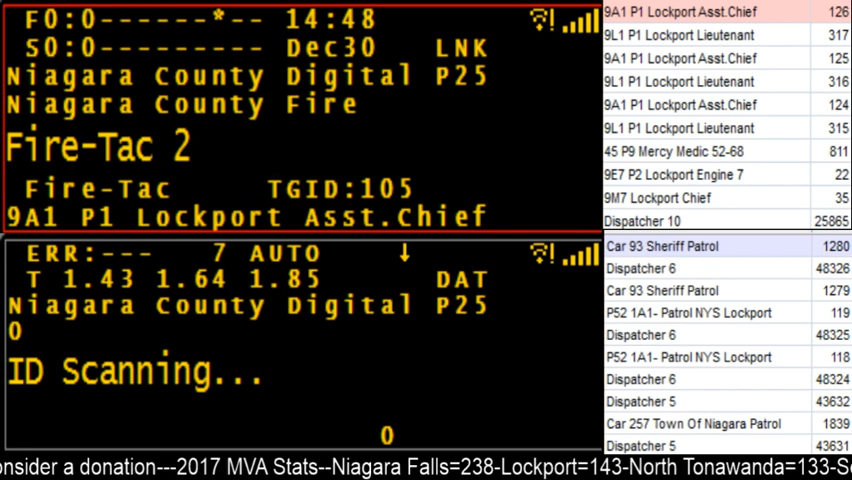 F0:0------*-- 14:48
S0:0--------- Dec30 LNK
Niagara County Digital P25
Niagara County Fire
Fire-Tac 2
Fire-Tac TGID:105
9A1 P1 Lockport Asst.Chief
9A1 P1 Lockport Asst.Chief 126
9L1 P1 Lockport Lieutenant 317
9A1 P1 Lockport Asst.Chief 125
9L1 P1 Lockport Lieutenant 316
9A1 P1 Lockport Asst.Chief 124
9L1 P1 Lockport Lieutenant 315
45 P9 Mercy Medic 52-68 811
9E7 P2 Lockport Engine 7 22
9M7 Lockport Chief 35
Dispatcher 10 25865
ERR:--- 7 AUTO ↓
T 1.43 1.64 1.85 DAT
Niagara County Digital P25
0
ID Scanning...
0
Car 93 Sheriff Patrol 1280
Dispatcher 6 48326
Car 93 Sheriff Patrol 1279
P52 1A1- Patrol NYS Lockport 119
Dispatcher 6 48325
P52 1A1- Patrol NYS Lockport 118
Dispatcher 6 48324
Dispatcher 5 43632
Car 257 Town Of Niagara Patrol 1839
Dispatcher 5 43631
onsider a donation---2017 MVA Stats--Niagara Falls=238-Lockport=143-North Tonawanda=133-S